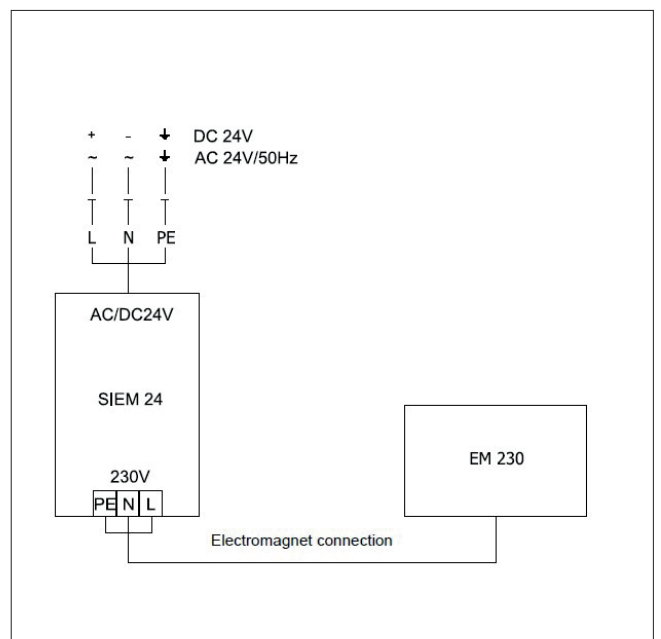 + - ⏚ DC 24V
~ ~ ⏚ AC 24V/50Hz
L N PE
AC/DC24V
SIEM 24
230V
PE N L
EM 230
Electromagnet connection